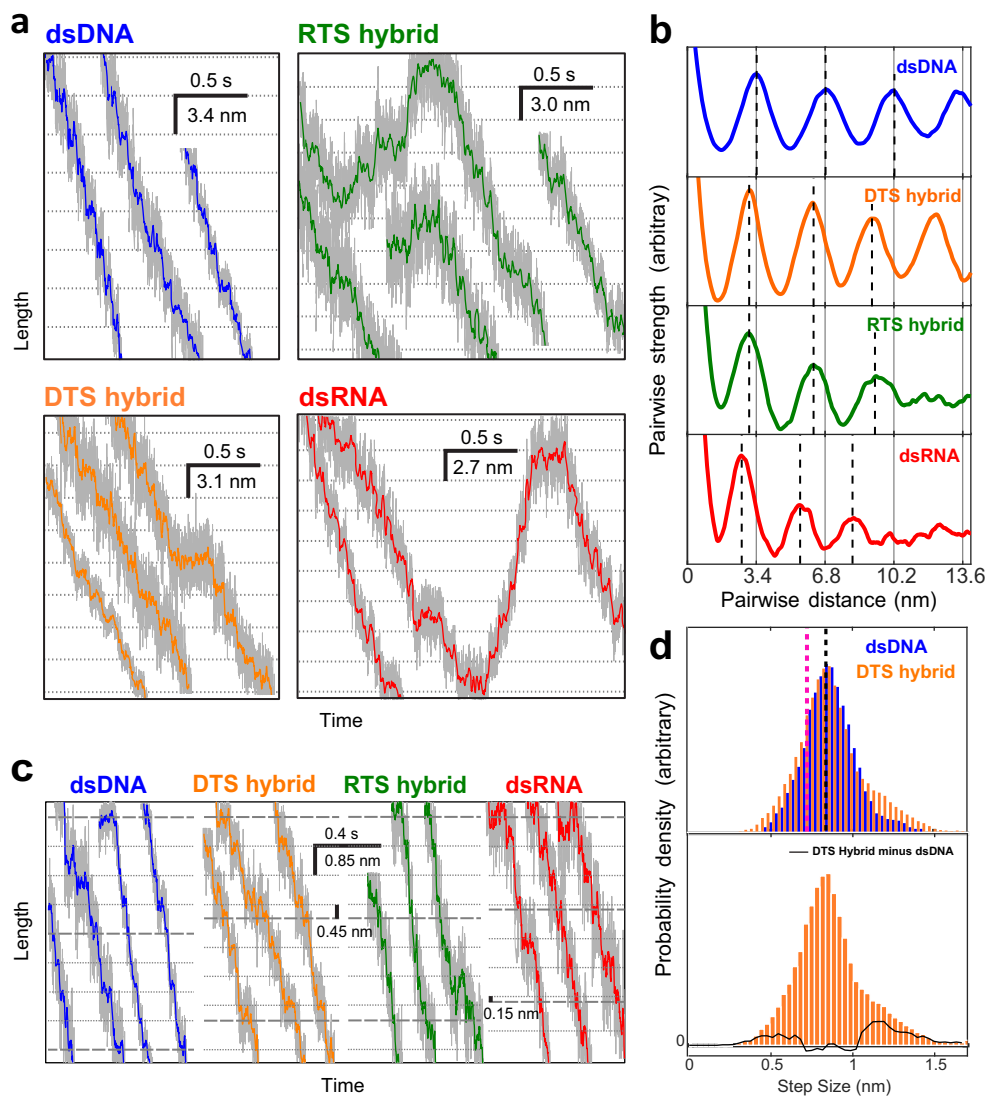 a
dsDNA
0.5 s
3.4 nm
RTS hybrid
0.5 s
3.0 nm
DTS hybrid
0.5 s
3.1 nm
dsRNA
0.5 s
2.7 nm
Length
Time
b
dsDNA
DTS hybrid
RTS hybrid
dsRNA
Pairwise strength (arbitray)
0 3.4 6.8 10.2 13.6
Pairwise distance (nm)
c
dsDNA DTS hybrid RTS hybrid dsRNA
0.4 s
0.85 nm
0.45 nm
0.15 nm
Length
Time
d
dsDNA
DTS hybrid
DTS Hybrid minus dsDNA
Probability density (arbitrary)
0
0 0.5 1 1.5
Step Size (nm)